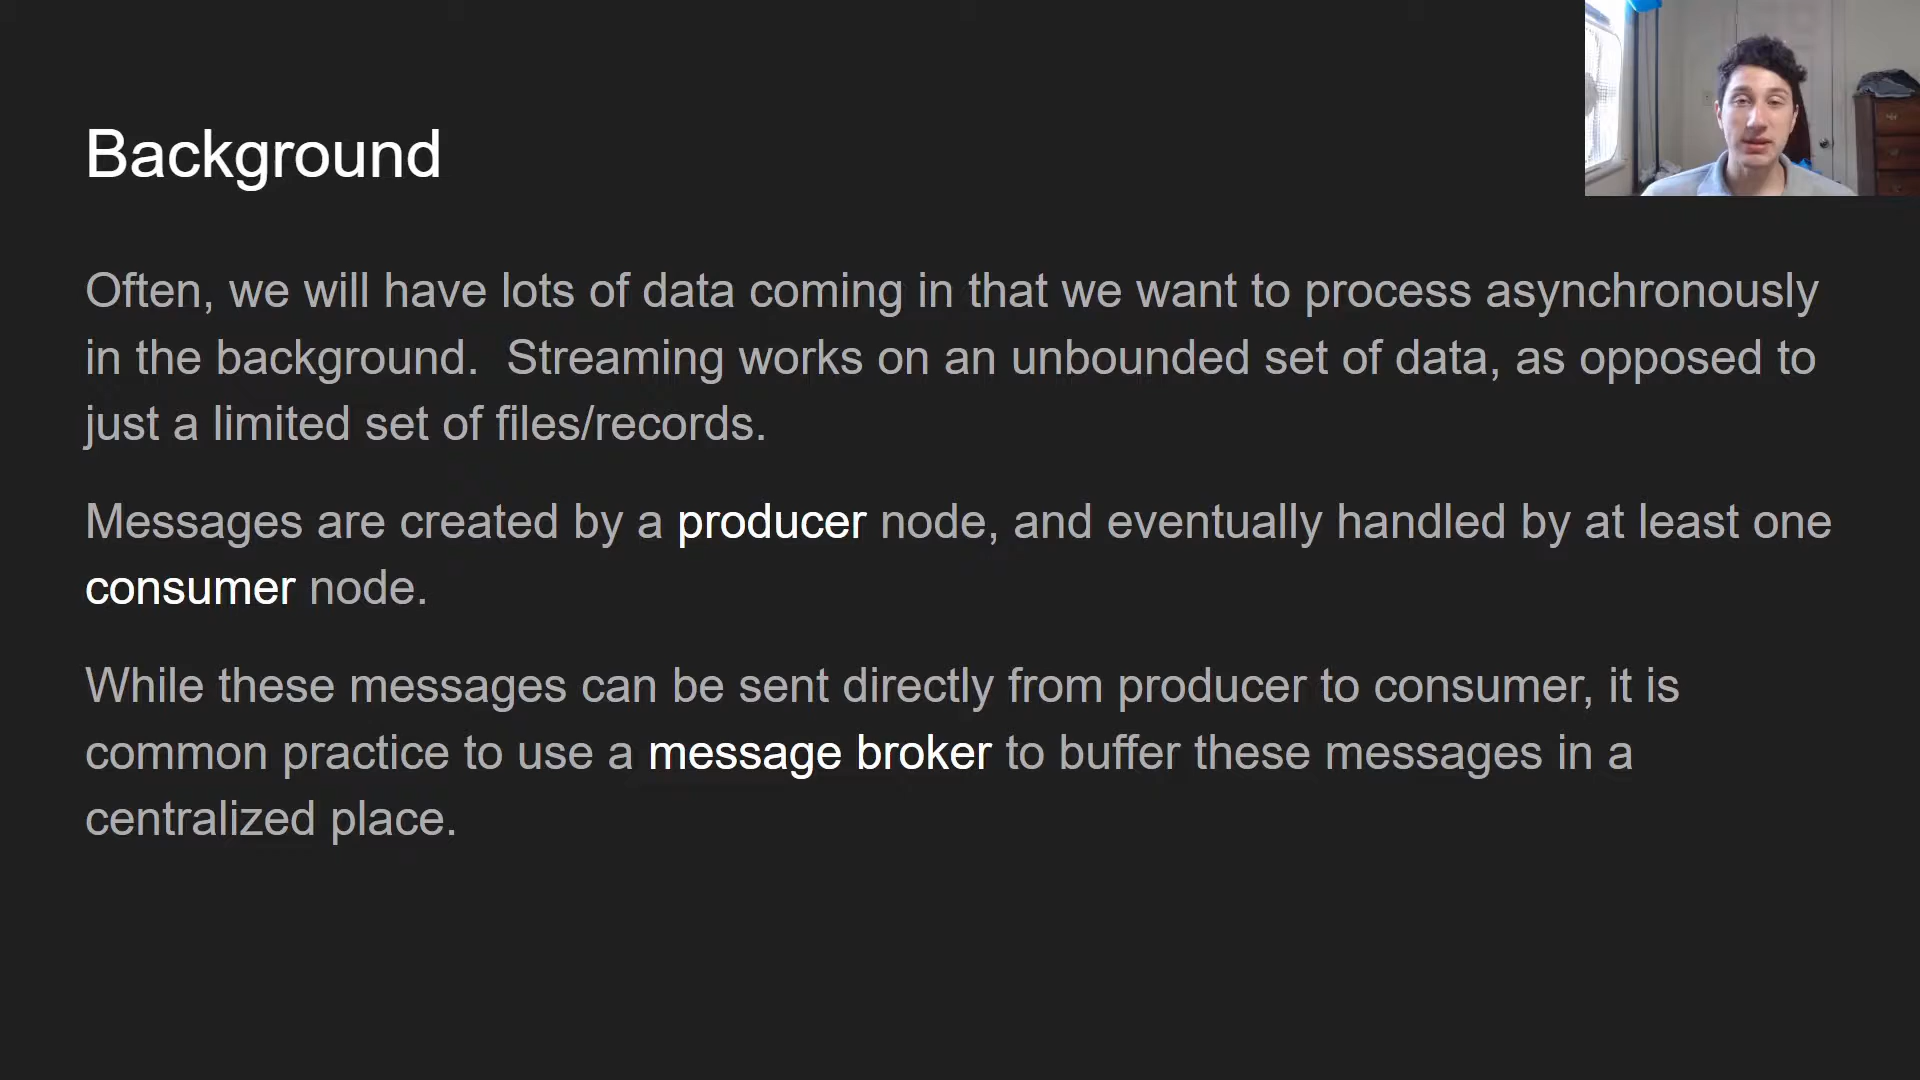 Background
Often, we will have lots of data coming in that we want to process asynchronously
in the background.  Streaming works on an unbounded set of data, as opposed to
just a limited set of files/records.
Messages are created by a producer node, and eventually handled by at least one
consumer node.
While these messages can be sent directly from producer to consumer, it is
common practice to use a message broker to buffer these messages in a
centralized place.